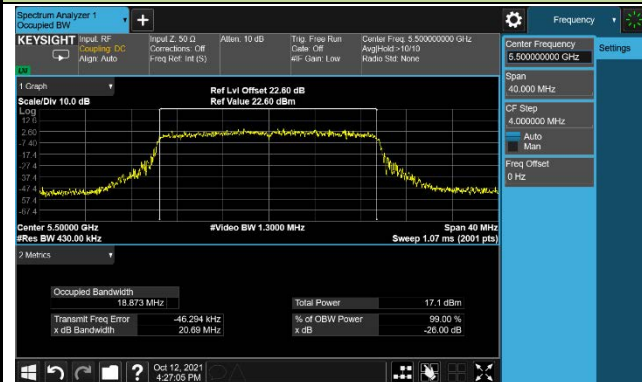 Spectrum Analyzer 1
Occupied BW
Frequency
KEYSIGHT
Input: RF
Coupling: DC
Align: Auto
Input Z: 50 Ω
Corrections: Off
Freq Ref: Int (S)
Atten: 10 dB
Trig: Free Run
Gate: Off
#IF Gain: Low
Center Freq: 5.500000000 GHz
Avg|Hold:>10/10
Radio Std: None
Center Frequency
5.500000000 GHz
Settings
Span
40.000 MHz
CF Step
4.000000 MHz
Auto
Man
Freq Offset
0 Hz
1 Graph
Scale/Div 10.0 dB
Ref Lvl Offset 22.60 dB
Ref Value 22.60 dBm
Log
12.6
2.60
-7.40
-17.4
-27.4
-37.4
-47.4
-57.4
-67.4
Center 5.50000 GHz
#Res BW 430.00 kHz
#Video BW 1.3000 MHz
Span 40 MHz
Sweep 1.07 ms (2001 pts)
2 Metrics
Occupied Bandwidth
18.873 MHz
Total Power 17.1 dBm
Transmit Freq Error -46.294 kHz
% of OBW Power 99.00 %
x dB Bandwidth 20.69 MHz
x dB -26.00 dB
?
Oct 12, 2021
4:27:05 PM